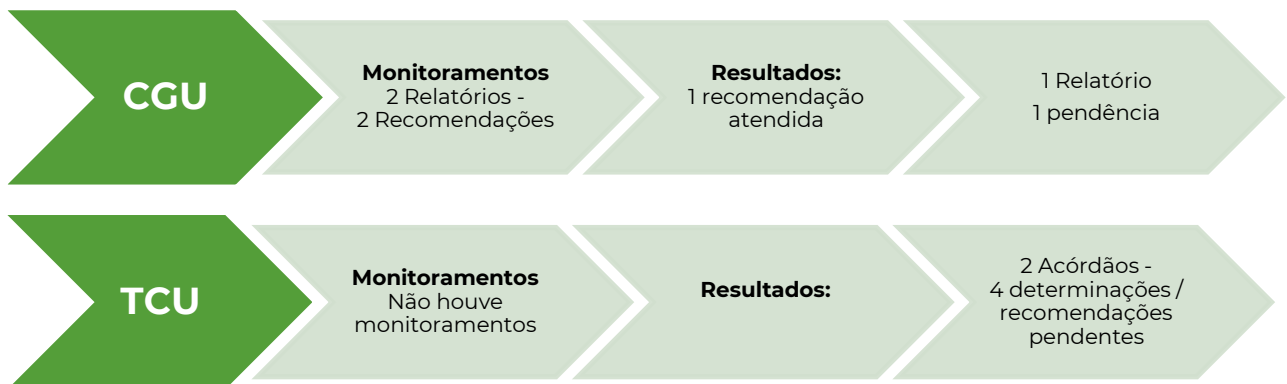 CGU
Monitoramentos
2 Relatórios -
2 Recomendações
Resultados:
1 recomendação
atendida
1 Relatório
1 pendência
TCU
Monitoramentos
Não houve
monitoramentos
Resultados:
2 Acórdãos -
4 determinações /
recomendações
pendentes